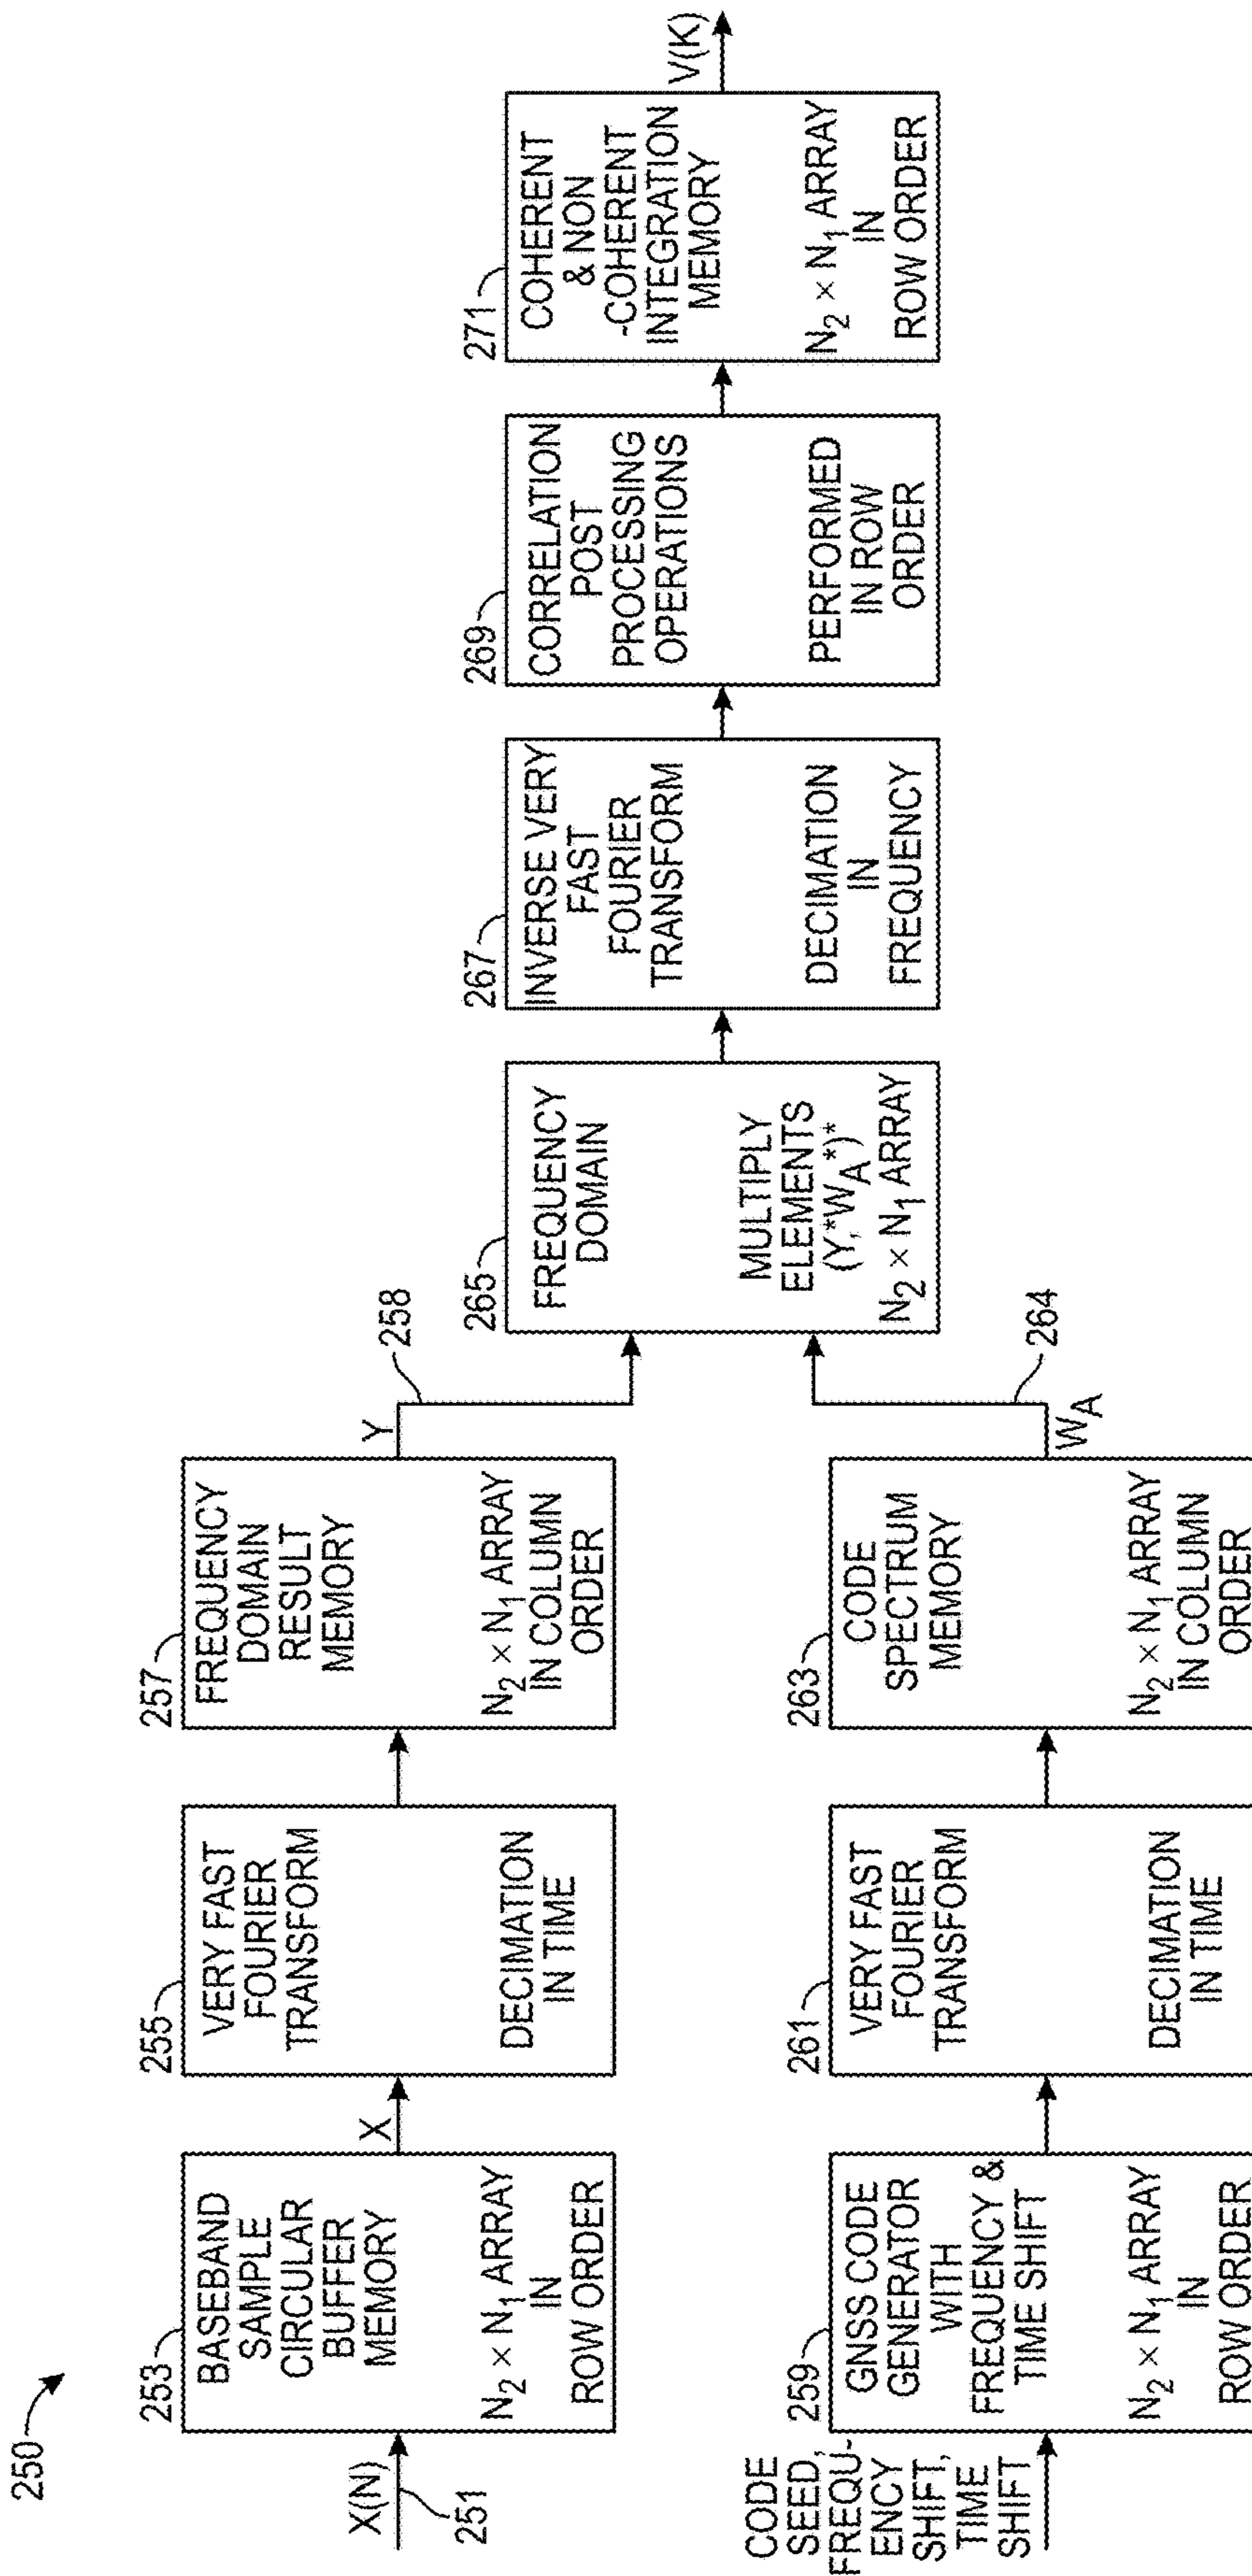 250
X(N)
251
253
BASEBAND
SAMPLE
CIRCULAR
BUFFER
MEMORY
N2 × N1 ARRAY
IN
ROW ORDER
X
255
VERY FAST
FOURIER
TRANSFORM
DECIMATION
IN TIME
257
FREQUENCY
DOMAIN
RESULT
MEMORY
N2 × N1 ARRAY
IN COLUMN
ORDER
Y
258
CODE
SEED,
FREQU-
ENCY
SHIFT,
TIME
SHIFT
259
GNSS CODE
GENERATOR
WITH
FREQUENCY &
TIME SHIFT
N2 × N1 ARRAY
IN
ROW ORDER
261
VERY FAST
FOURIER
TRANSFORM
DECIMATION
IN TIME
263
CODE
SPECTRUM
MEMORY
N2 × N1 ARRAY
IN COLUMN
ORDER
WA
264
265
FREQUENCY
DOMAIN
MULTIPLY
ELEMENTS
(Y,*WA*)*
N2 × N1 ARRAY
267
INVERSE VERY
FAST
FOURIER
TRANSFORM
DECIMATION
IN
FREQUENCY
269
CORRELATION
POST
PROCESSING
OPERATIONS
PERFORMED
IN ROW
ORDER
271
COHERENT
& NON
-COHERENT
INTEGRATION
MEMORY
N2 × N1 ARRAY
IN
ROW ORDER
V(K)